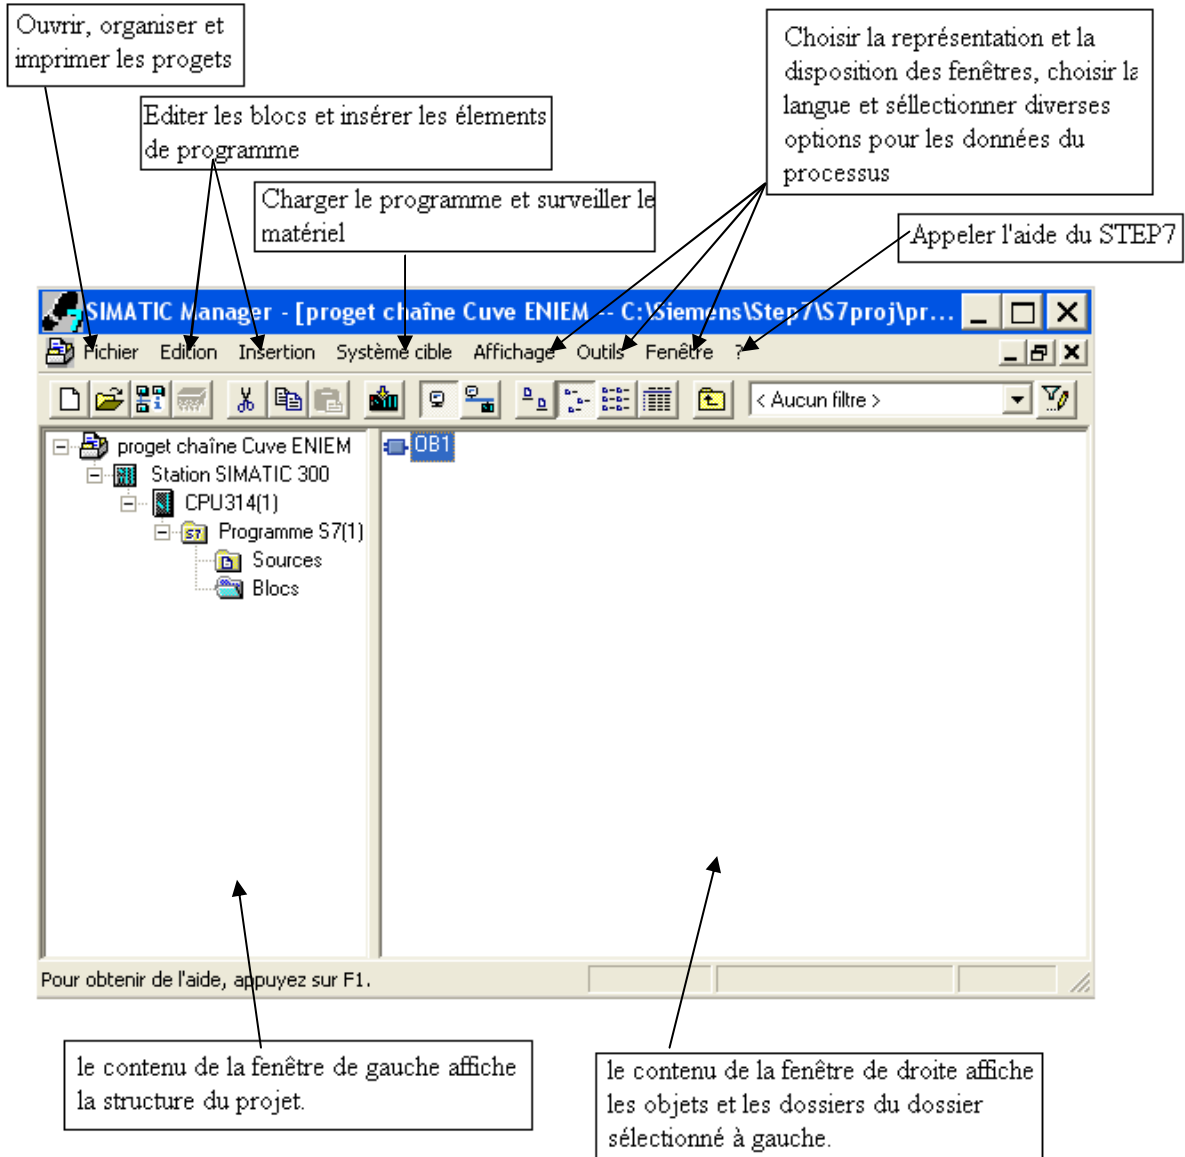 Ouvrir, organiser et
imprimer les progets
Choisir la représentation et la
disposition des fenêtres, choisir la
langue et séllectionner diverses
options pour les données du
processus
Editer les blocs et insérer les élements
de programme
Charger le programme et surveiller le
matériel
Appeler l'aide du STEP7
SIMATIC Manager - [proget chaîne Cuve ENIEM -- C:\Siemens\Step7\S7proj\pr...
Fichier Edition Insertion Système cible Affichage Outils Fenêtre ?
< Aucun filtre >
proget chaîne Cuve ENIEM
Station SIMATIC 300
CPU314(1)
Programme S7(1)
Sources
Blocs
OB1
Pour obtenir de l'aide, appuyez sur F1.
le contenu de la fenêtre de gauche affiche
la structure du projet.
le contenu de la fenêtre de droite affiche
les objets et les dossiers du dossier
sélectionné à gauche.